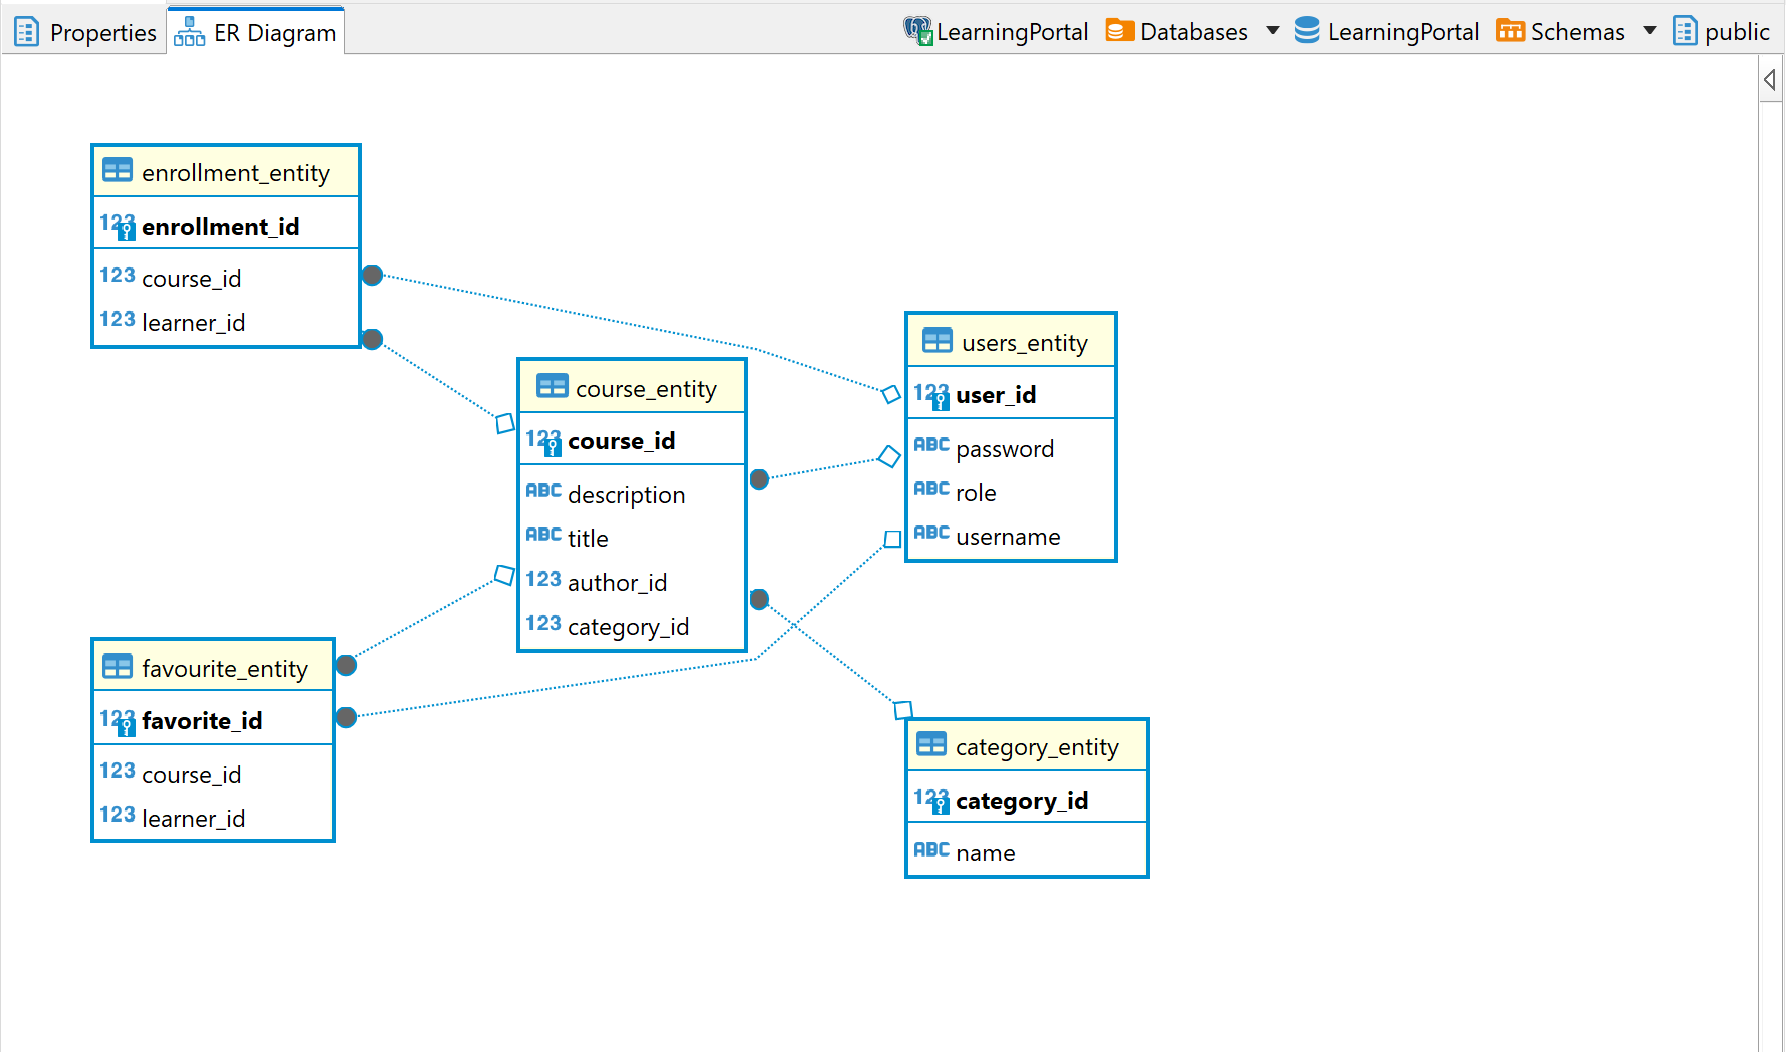 Properties
ER Diagram
LearningPortal
Databases
LearningPortal
Schemas
public
enrollment_entity
123 enrollment_id
123 course_id
123 learner_id
course_entity
123 course_id
ABC description
ABC title
123 author_id
123 category_id
users_entity
123 user_id
ABC password
ABC role
ABC username
favourite_entity
123 favorite_id
123 course_id
123 learner_id
category_entity
123 category_id
ABC name